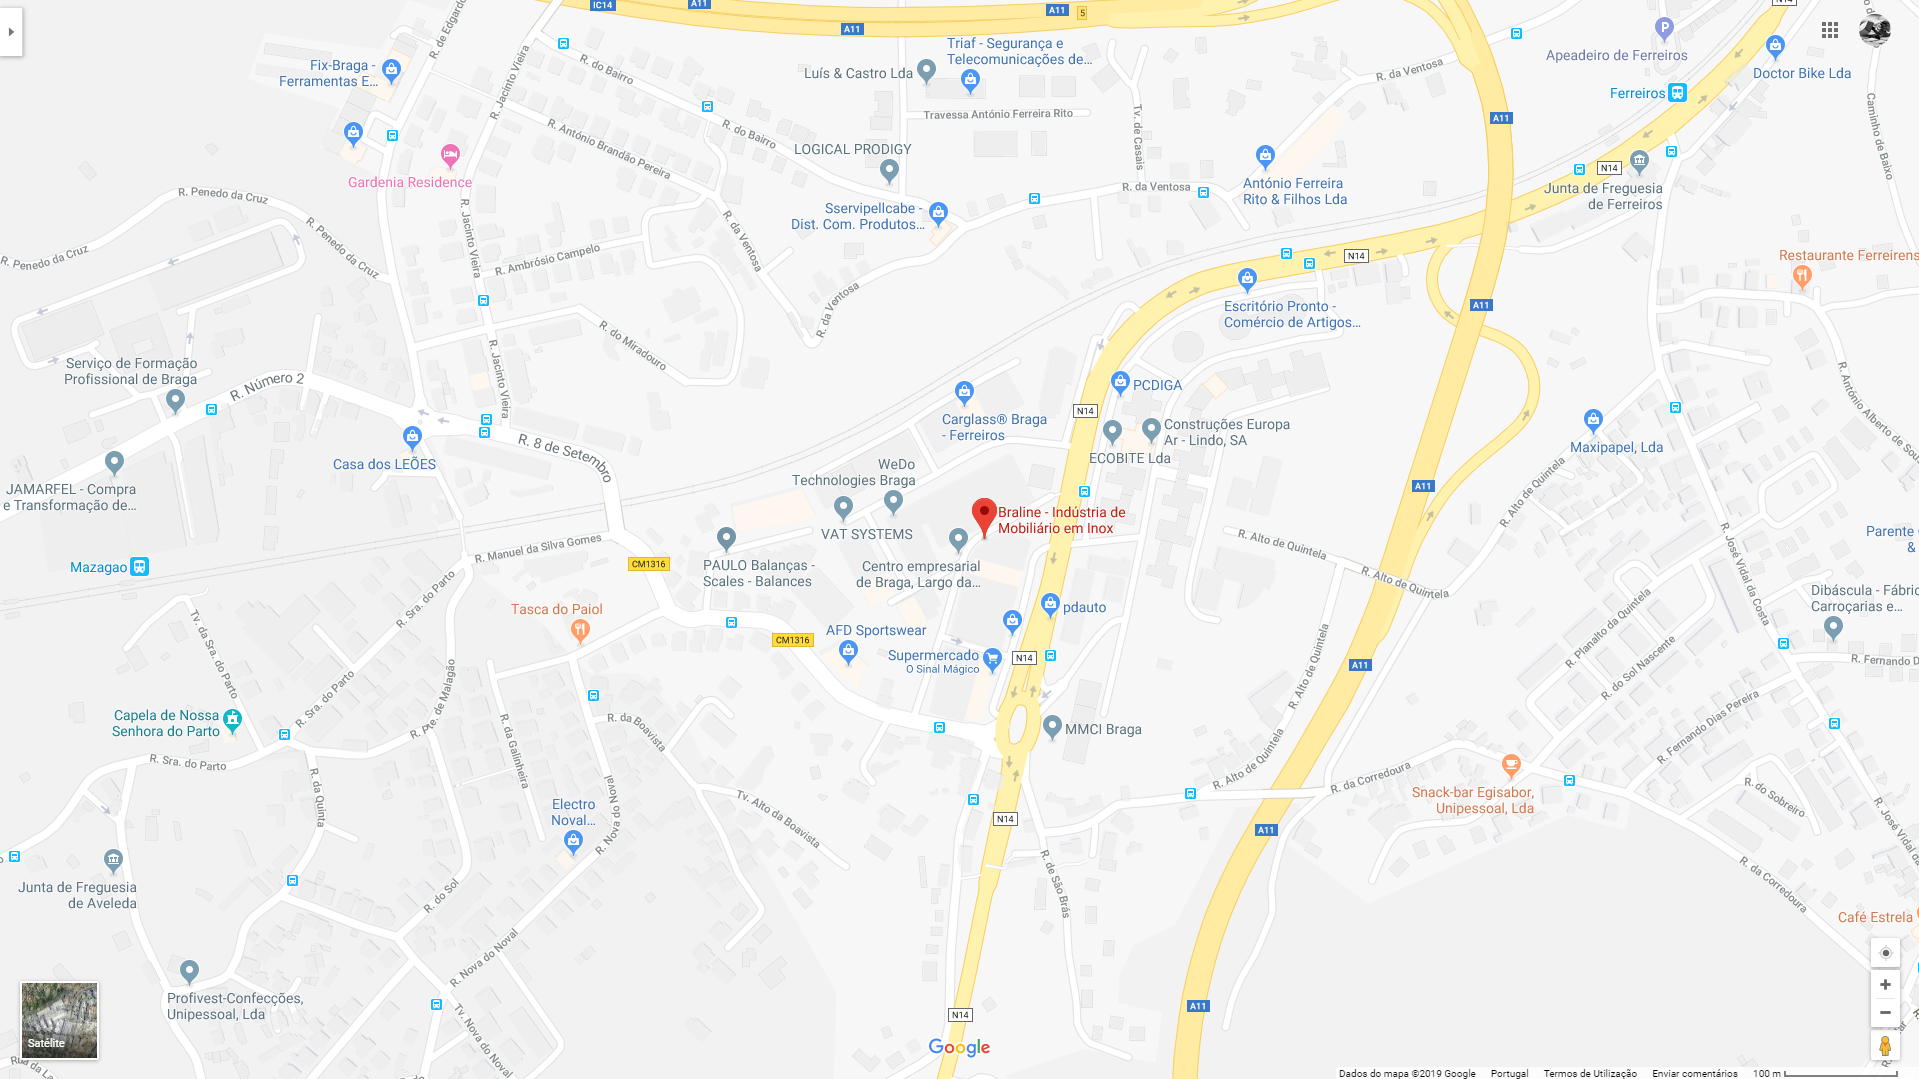 IC14
A11
A11
A11
5
N14
R. de Edgardo
Triaf - Segurança e
Telecomunicações de...
Luís & Castro Lda
Apeadeiro de Ferreiros
Doctor Bike Lda
Fix-Braga -
Ferramentas E...
R. Jacinto Vieira
R. do Bairro
R. da Ventosa
Ferreiros
Travessa António Ferreira Rito
A11
Tv. de Casais
Caminho de Baixo
R. António Brandão Pereira
R. do Bairro
LOGICAL PRODIGY
Gardenia Residence
António Ferreira
Rito & Filhos Lda
N14
Junta de Freguesia
de Ferreiros
R. Penedo da Cruz
R. Penedo da Cruz
R. Penedo da Cruz
R. Jacinto Vieira
R. da Ventosa
Sservipellcabe -
Dist. Com. Produtos...
R. da Ventosa
R. Ambrósio Campelo
N14
Restaurante Ferreirens
R. da Ventosa
Escritório Pronto -
Comércio de Artigos...
A11
R. do Miradouro
R. Jacinto Vieira
Serviço de Formação
Profissional de Braga
R. Número 2
PCDIGA
N14
Carglass® Braga
- Ferreiros
Construções Europa
Ar - Lindo, SA
ECOBITE Lda
Maxipapel, Lda
R. António Alberto de Sou
R. 8 de Setembro
Casa dos LEÕES
WeDo
Technologies Braga
JAMARFEL - Compra
e Transformação de...
A11
R. Alto de Quintela
Braline - Indústria de
Mobiliário em Inox
VAT SYSTEMS
R. Manuel da Silva Gomes
R. Alto de Quintela
R. Alto de Quintela
R. José Vidal da Costa
Parente
&
Mazagao
CM1316
PAULO Balanças -
Scales - Balances
Centro empresarial
de Braga, Largo da...
R. Sra. do Parto
Tasca do Paiol
pdauto
Dibáscula - Fábric
Carroçarias e...
Tv. da Sra. do Parto
CM1316
AFD Sportswear
Supermercado
O Sinal Mágico
N14
A11
R. Alto de Quintela
R. Planalto da Quintela
R. do Sol Nascente
R. Fernando D
R. Sra. do Parto
R. Pte. de Malagão
Capela de Nossa
Senhora do Parto
R. da Galinheira
R. da Boavista
MMCI Braga
R. Fernando Dias Pereira
R. Sra. do Parto
R. da Quinta
R. Alto de Quintela
R. da Corredoura
Snack-bar Egisabor,
Unipessoal, Lda
R. do Sobreiro
R. José Vidal da
Electro
Noval...
R. Nova do Noval
Tv. Alto da Boavista
N14
A11
Junta de Freguesia
de Aveleda
R. do Sol
R. de São Brás
R. da Corredoura
Café Estrela
R. Nova do Noval
Profivest-Confecções,
Unipessoal, Lda
Tv. Nova do Noval
N14
A11
Satélite
Rua da La
Google
Dados do mapa ©2019 Google
Portugal
Termos de Utilização
Enviar comentários
100 m